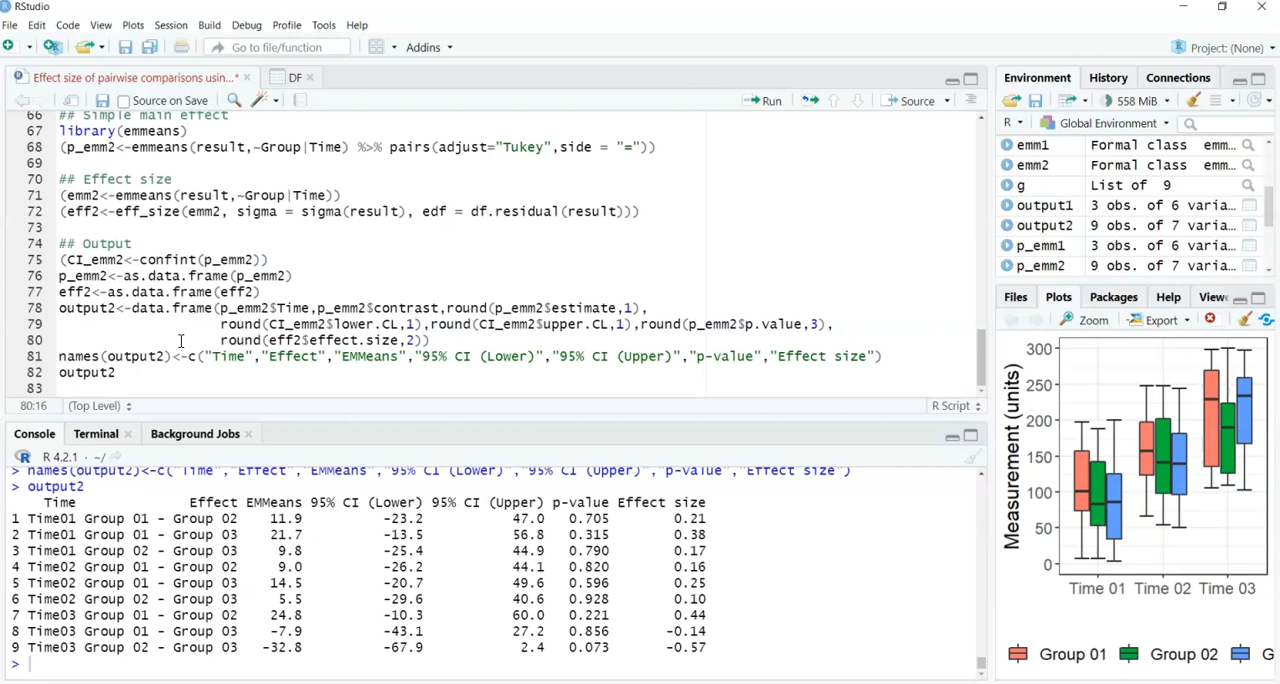 RStudio
File Edit Code View Plots Session Build Debug Profile Tools Help
Go to file/function Addins Project: (None)
Effect size of pairwise comparisons usin...* DF
Source on Save Run Source
66 ## Simple main effect
67 library(emmeans)
68 (p_emm2<-emmeans(result,~Group|Time) %>% pairs(adjust="Tukey",side = "="))
69
70 ## Effect size
71 (emm2<-emmeans(result,~Group|Time))
72 (eff2<-eff_size(emm2, sigma = sigma(result), edf = df.residual(result)))
73
74 ## Output
75 (CI_emm2<-confint(p_emm2))
76 p_emm2<-as.data.frame(p_emm2)
77 eff2<-as.data.frame(eff2)
78 output2<-data.frame(p_emm2$Time,p_emm2$contrast,round(p_emm2$estimate,1),
79 round(CI_emm2$lower.CL,1),round(CI_emm2$upper.CL,1),round(p_emm2$p.value,3),
80 round(eff2$effect.size,2))
81 names(output2)<-c("Time","Effect","EMMeans","95% CI (Lower)","95% CI (Upper)","p-value","Effect size")
82 output2
83
80:16 (Top Level) R Script
Console Terminal Background Jobs
R 4.2.1 · ~/
> names(output2)<-c("Time","Effect","EMMeans","95% CI (Lower)","95% CI (Upper)","p-value","Effect size")
> output2
Time Effect EMMeans 95% CI (Lower) 95% CI (Upper) p-value Effect size
1 Time01 Group 01 - Group 02 11.9 -23.2 47.0 0.705 0.21
2 Time01 Group 01 - Group 03 21.7 -13.5 56.8 0.315 0.38
3 Time01 Group 02 - Group 03 9.8 -25.4 44.9 0.790 0.17
4 Time02 Group 01 - Group 02 9.0 -26.2 44.1 0.820 0.16
5 Time02 Group 01 - Group 03 14.5 -20.7 49.6 0.596 0.25
6 Time02 Group 02 - Group 03 5.5 -29.6 40.6 0.928 0.10
7 Time03 Group 01 - Group 02 24.8 -10.3 60.0 0.221 0.44
8 Time03 Group 01 - Group 03 -7.9 -43.1 27.2 0.856 -0.14
9 Time03 Group 02 - Group 03 -32.8 -67.9 2.4 0.073 -0.57
>
Environment History Connections
558 MiB
R Global Environment
emm1 Formal class emm...
emm2 Formal class emm...
g List of 9
output1 3 obs. of 6 varia...
output2 9 obs. of 7 varia...
p_emm1 3 obs. of 6 varia...
p_emm2 9 obs. of 7 varia...
Files Plots Packages Help View
Zoom Export
Measurement (units)
300
250
200
150
100
50
0
Time 01 Time 02 Time 03
Group 01 Group 02 G